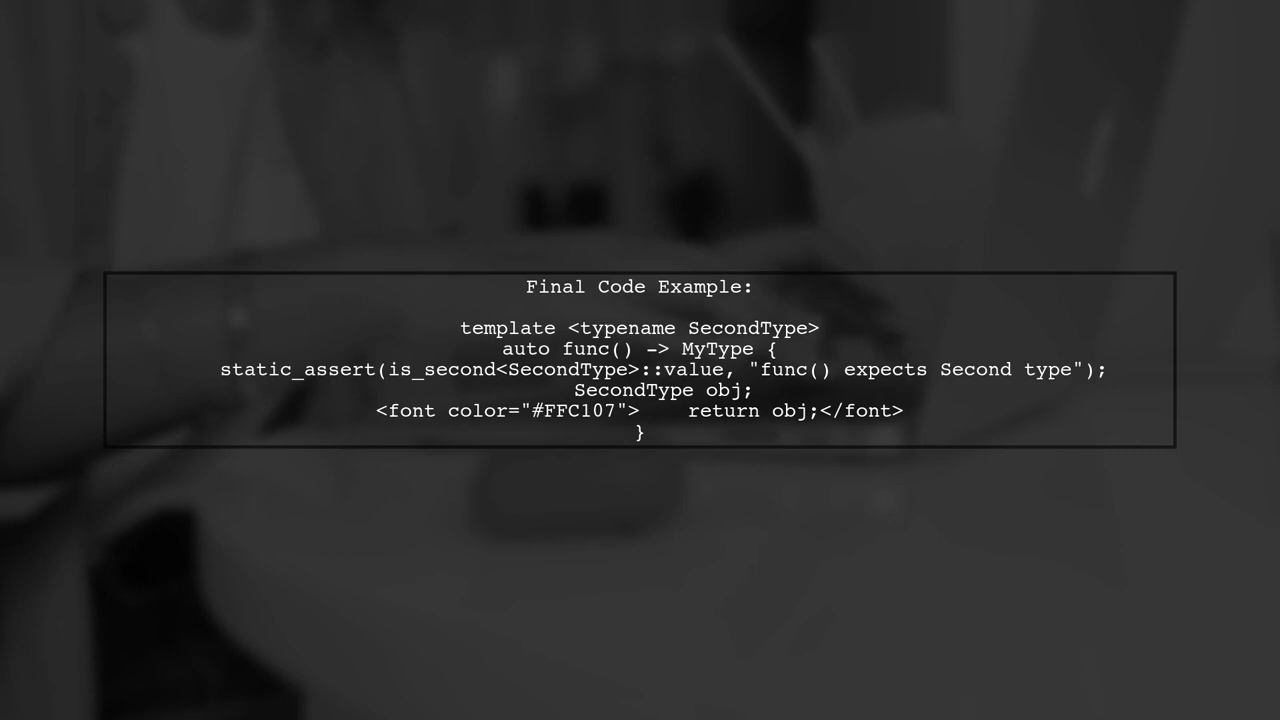 Final Code Example:
template <typename SecondType>
auto func() -> MyType {
static_assert(is_second<SecondType>::value, "func() expects Second type");
SecondType obj;
<font color="#FFC107">    return obj;</font>
}